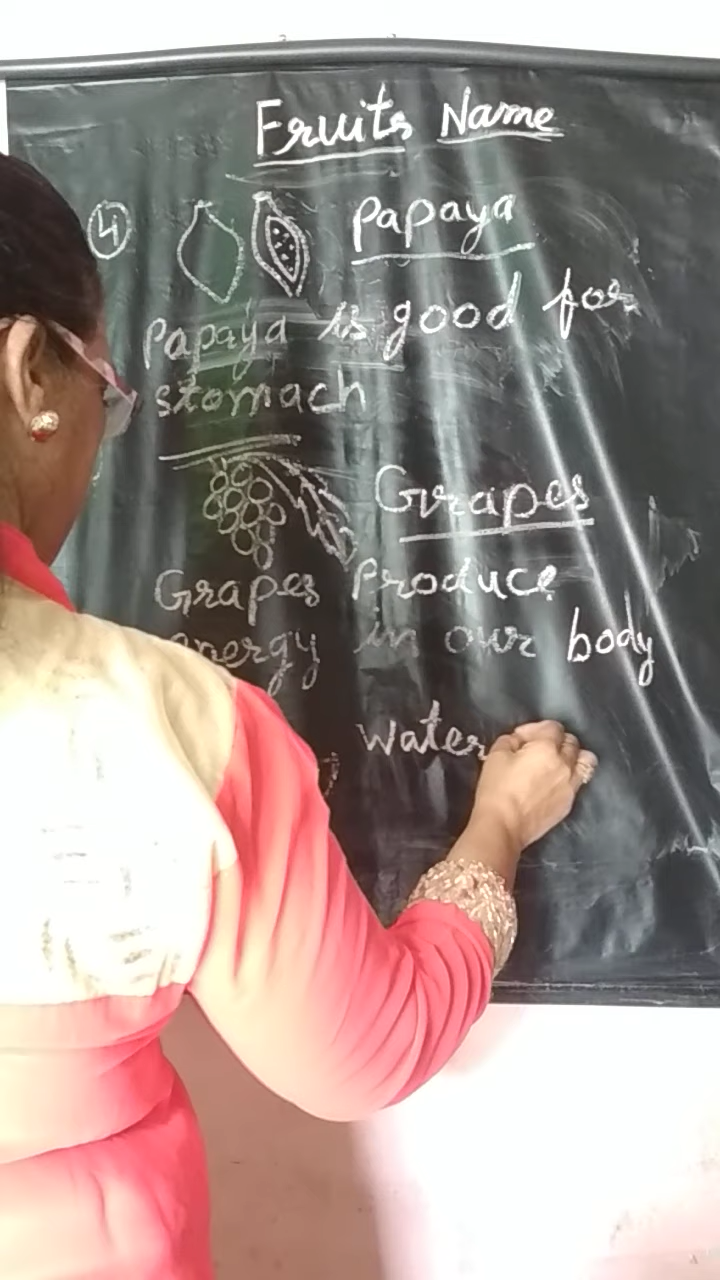 Fruits Name
4 Papaya
Papaya is good for
stomach
Grapes
Grapes Produce
energy in our body
Water